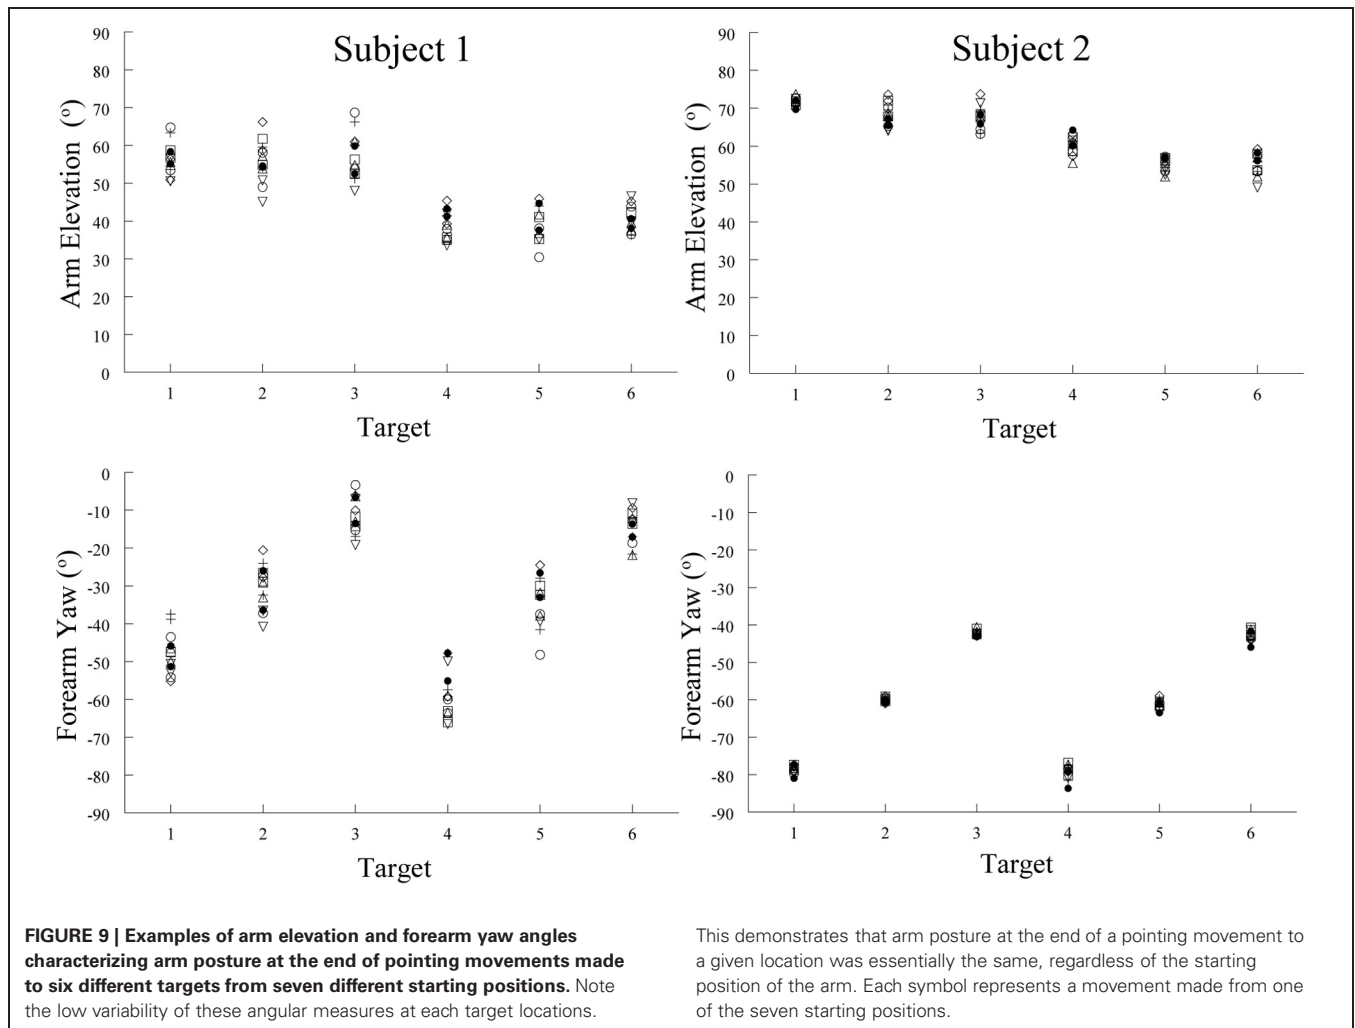 Subject 1
90
80
70
60
50
40
30
20
10
0
Arm Elevation (º)
1 2 3 4 5 6
Target
Subject 2
90
80
70
60
50
40
30
20
10
0
Arm Elevation (º)
1 2 3 4 5 6
Target
0
-10
-20
-30
-40
-50
-60
-70
-80
-90
Forearm Yaw (º)
1 2 3 4 5 6
Target
0
-10
-20
-30
-40
-50
-60
-70
-80
-90
Forearm Yaw (º)
1 2 3 4 5 6
Target
FIGURE 9 | Examples of arm elevation and forearm yaw angles
characterizing arm posture at the end of pointing movements made
to six different targets from seven different starting positions. Note
the low variability of these angular measures at each target locations.
This demonstrates that arm posture at the end of a pointing movement to
a given location was essentially the same, regardless of the starting
position of the arm. Each symbol represents a movement made from one
of the seven starting positions.